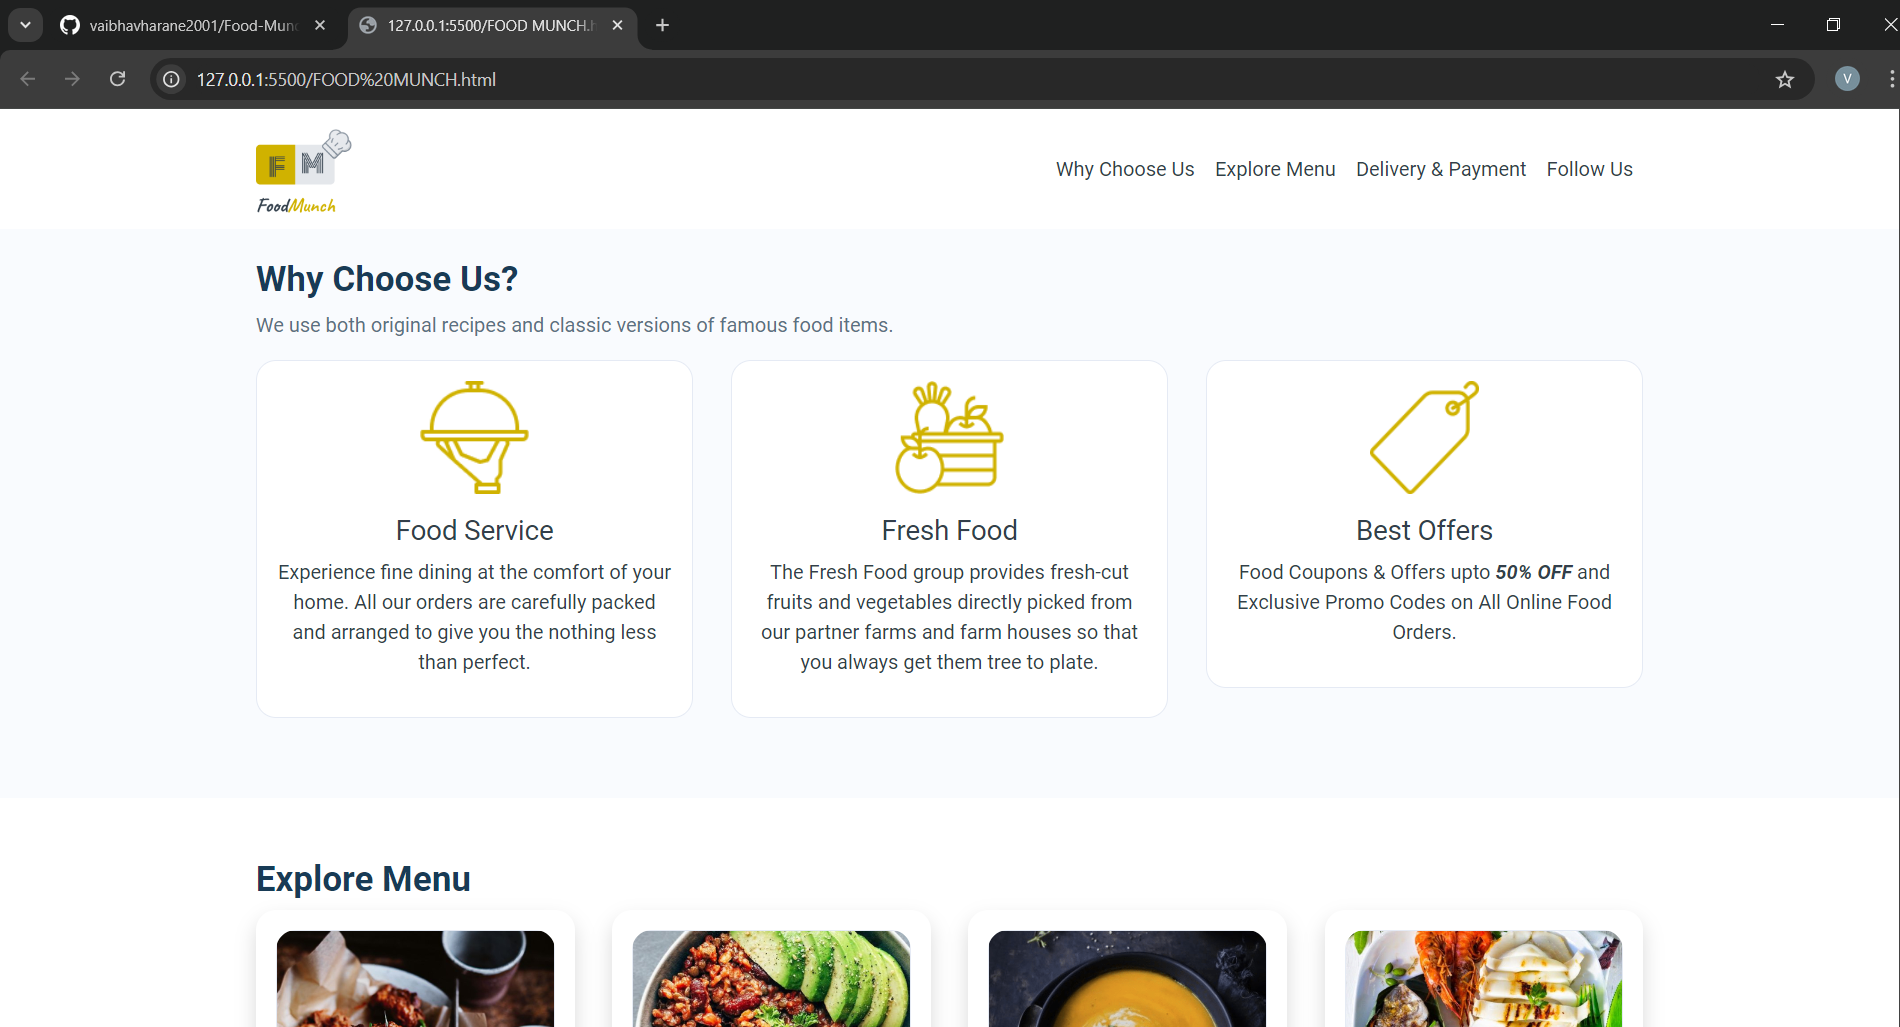 vaibhavharane2001/Food-Mun
127.0.0.1:5500/FOOD MUNCH.h
127.0.0.1:5500/FOOD%20MUNCH.html
V
F M
FoodMunch
Why Choose Us Explore Menu Delivery & Payment Follow Us
Why Choose Us?
We use both original recipes and classic versions of famous food items.
Food Service
Experience fine dining at the comfort of your
home. All our orders are carefully packed
and arranged to give you the nothing less
than perfect.
Fresh Food
The Fresh Food group provides fresh-cut
fruits and vegetables directly picked from
our partner farms and farm houses so that
you always get them tree to plate.
Best Offers
Food Coupons & Offers upto 50% OFF and
Exclusive Promo Codes on All Online Food
Orders.
Explore Menu